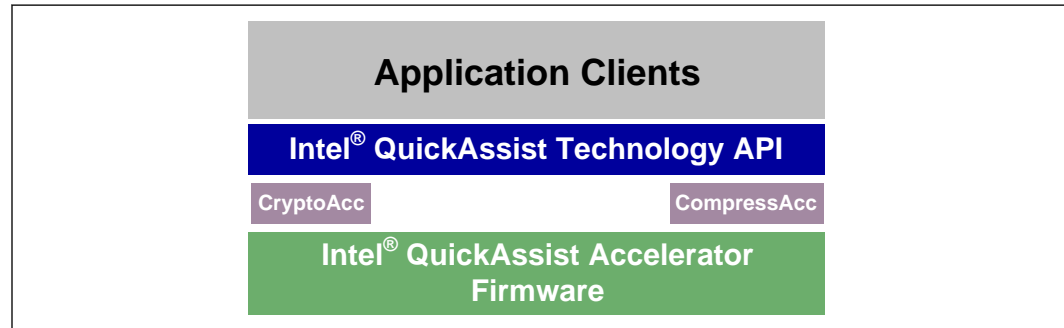 Application Clients
Intel® QuickAssist Technology API
CryptoAcc CompressAcc
Intel® QuickAssist Accelerator
Firmware